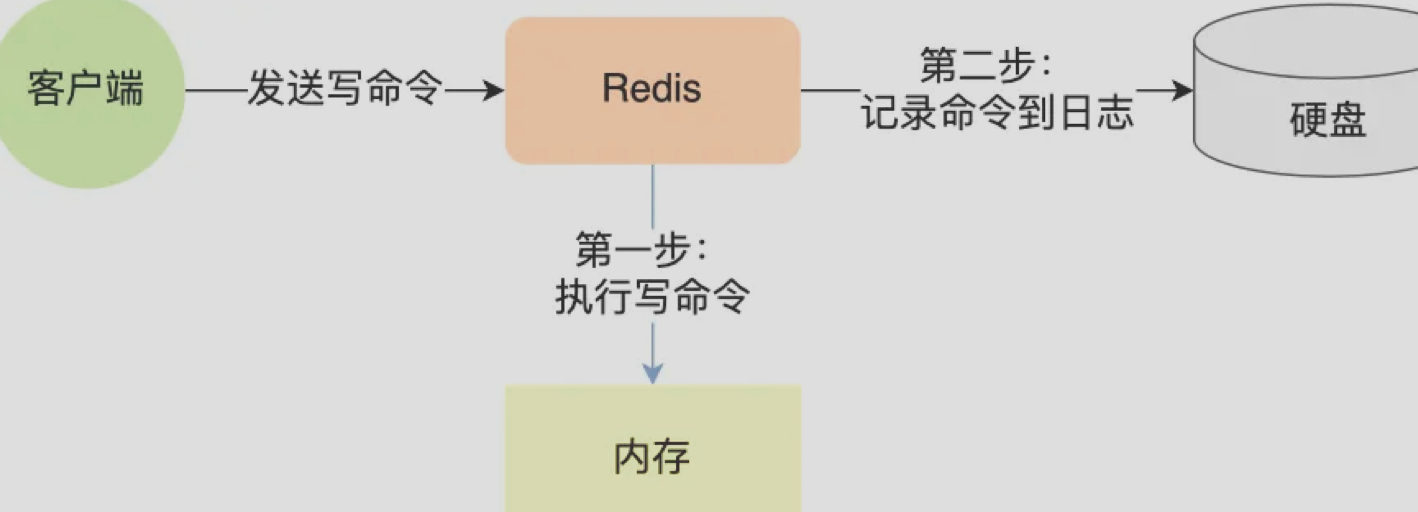 客户端
发送写命令
Redis
第二步：
记录命令到日志
硬盘
第一步：
执行写命令
内存